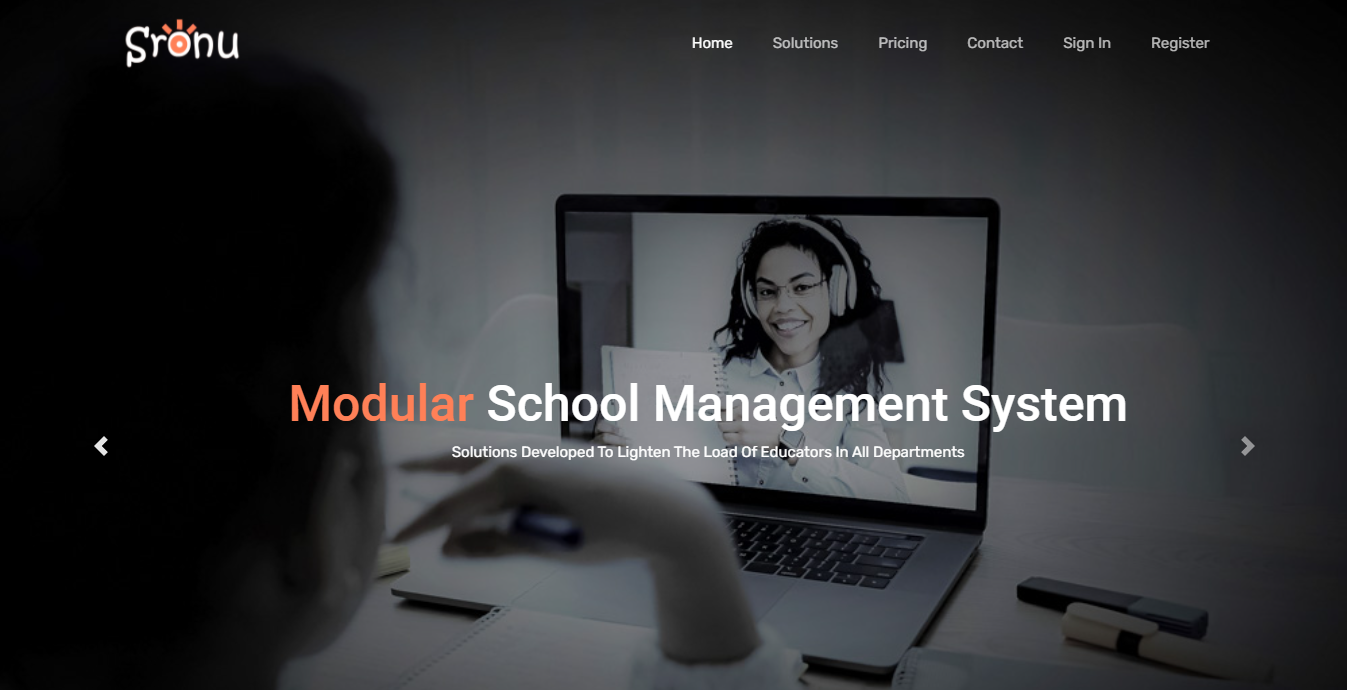 Sronu
Home Solutions Pricing Contact Sign In Register
Modular School Management System
Solutions Developed To Lighten The Load Of Educators In All Departments